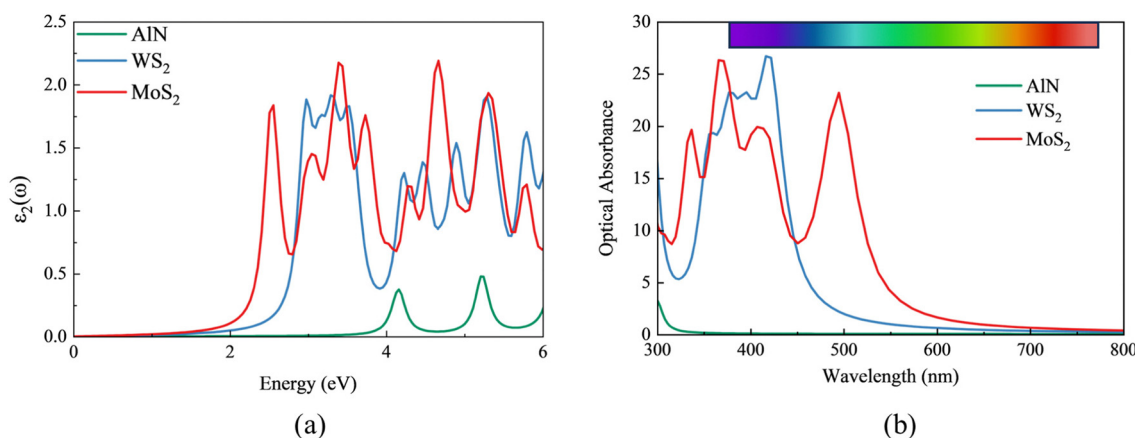 2.5
2.0
1.5
1.0
0.5
0.0
ε₂(ω)
AlN
WS₂
MoS₂
0 2 4 6
Energy (eV)
(a)
30
25
20
15
10
5
0
Optical Absorbance
AlN
WS₂
MoS₂
300 400 500 600 700 800
Wavelength (nm)
(b)